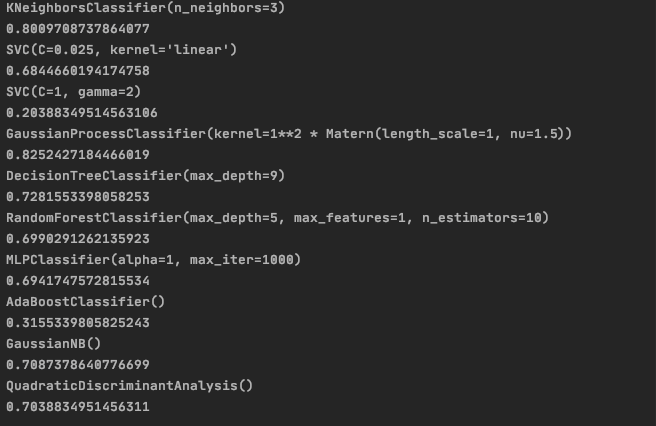 KNeighborsClassifier(n_neighbors=3)
0.8009708737864077
SVC(C=0.025, kernel='linear')
0.6844660194174758
SVC(C=1, gamma=2)
0.20388349514563106
GaussianProcessClassifier(kernel=1**2 * Matern(length_scale=1, nu=1.5))
0.8252427184466019
DecisionTreeClassifier(max_depth=9)
0.7281553398058253
RandomForestClassifier(max_depth=5, max_features=1, n_estimators=10)
0.6990291262135923
MLPClassifier(alpha=1, max_iter=1000)
0.6941747572815534
AdaBoostClassifier()
0.3155339805825243
GaussianNB()
0.7087378640776699
QuadraticDiscriminantAnalysis()
0.7038834951456311